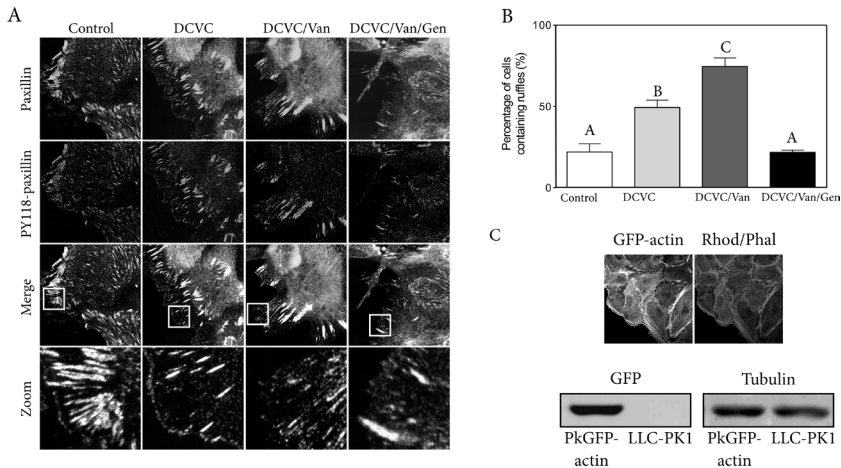 A
Control
DCVC
DCVC/Van
DCVC/Van/Gen
Paxillin
PY118-paxillin
Merge
Zoom
B
Percentage of cells
containing ruffles (%)
100
50
0
A
B
C
A
Control
DCVC
DCVC/Van
DCVC/Van/Gen
C
GFP-actin
Rhod/Phal
GFP
Tubulin
PkGFP-
actin
LLC-PK1
PkGFP-
actin
LLC-PK1